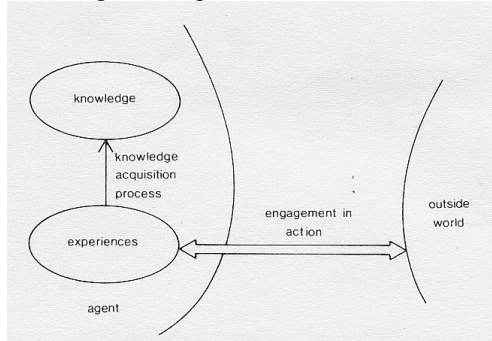 knowledge
knowledge
acquisition
process
experiences
agent
engagement in
action
outside
world